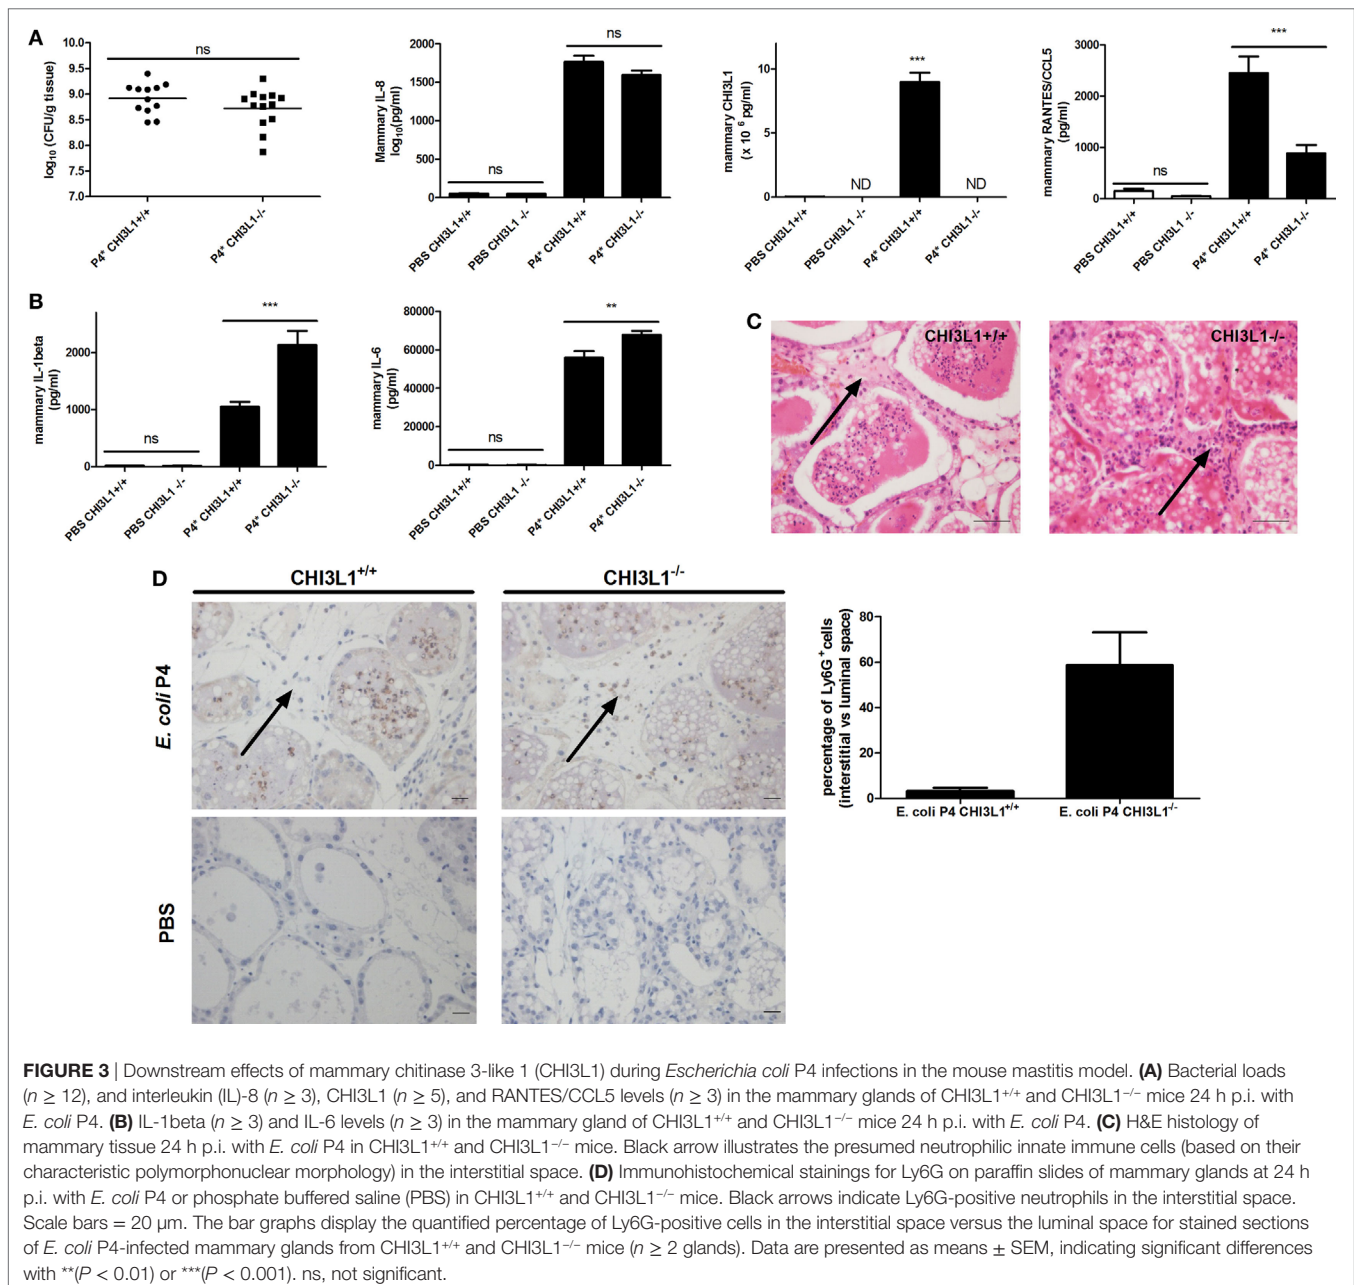 A
log10 (CFU/g tissue)
10.0
9.5
9.0
8.5
8.0
7.5
7.0
ns
P4* CHI3L1+/+
P4* CHI3L1-/-
Mammary IL-8
log10(pg/ml)
2000
1500
1000
500
0
ns
ns
PBS CHI3L1+/+
PBS CHI3L1 -/-
P4* CHI3L1+/+
P4* CHI3L1-/-
mammary CHI3L1
(x 10 6 pg/ml)
10
5
0
ND
***
ND
PBS CHI3L1+/+
PBS CHI3L1 -/-
P4* CHI3L1+/+
P4* CHI3L1-/-
mammary RANTES/CCL5
(pg/ml)
3000
2000
1000
0
ns
***
PBS CHI3L1+/+
PBS CHI3L1 -/-
P4* CHI3L1+/+
P4* CHI3L1-/-
B
mammary IL-1beta
(pg/ml)
2000
1000
0
ns
***
PBS CHI3L1+/+
PBS CHI3L1 -/-
P4* CHI3L1+/+
P4* CHI3L1-/-
mammary IL-6
(pg/ml)
80000
60000
40000
20000
0
ns
**
PBS CHI3L1+/+
PBS CHI3L1 -/-
P4* CHI3L1+/+
P4* CHI3L1-/-
C
CHI3L1+/+
CHI3L1-/-
D
CHI3L1+/+
CHI3L1-/-
E. coli P4
PBS
percentage of Ly6G + cells
(interstitial vs luminal space)
80
60
40
20
0
E. coli P4 CHI3L1+/+
E. coli P4 CHI3L1-/-
FIGURE 3 | Downstream effects of mammary chitinase 3-like 1 (CHI3L1) during Escherichia coli P4 infections in the mouse mastitis model. (A) Bacterial loads
(n ≥ 12), and interleukin (IL)-8 (n ≥ 3), CHI3L1 (n ≥ 5), and RANTES/CCL5 levels (n ≥ 3) in the mammary glands of CHI3L1+/+ and CHI3L1−/− mice 24 h p.i. with
E. coli P4. (B) IL-1beta (n ≥ 3) and IL-6 levels (n ≥ 3) in the mammary gland of CHI3L1+/+ and CHI3L1−/− mice 24 h p.i. with E. coli P4. (C) H&E histology of
mammary tissue 24 h p.i. with E. coli P4 in CHI3L1+/+ and CHI3L1−/− mice. Black arrow illustrates the presumed neutrophilic innate immune cells (based on their
characteristic polymorphonuclear morphology) in the interstitial space. (D) Immunohistochemical stainings for Ly6G on paraffin slides of mammary glands at 24 h
p.i. with E. coli P4 or phosphate buffered saline (PBS) in CHI3L1+/+ and CHI3L1−/− mice. Black arrows indicate Ly6G-positive neutrophils in the interstitial space.
Scale bars = 20 μm. The bar graphs display the quantified percentage of Ly6G-positive cells in the interstitial space versus the luminal space for stained sections
of E. coli P4-infected mammary glands from CHI3L1+/+ and CHI3L1−/− mice (n ≥ 2 glands). Data are presented as means ± SEM, indicating significant differences
with **(P < 0.01) or ***(P < 0.001). ns, not significant.